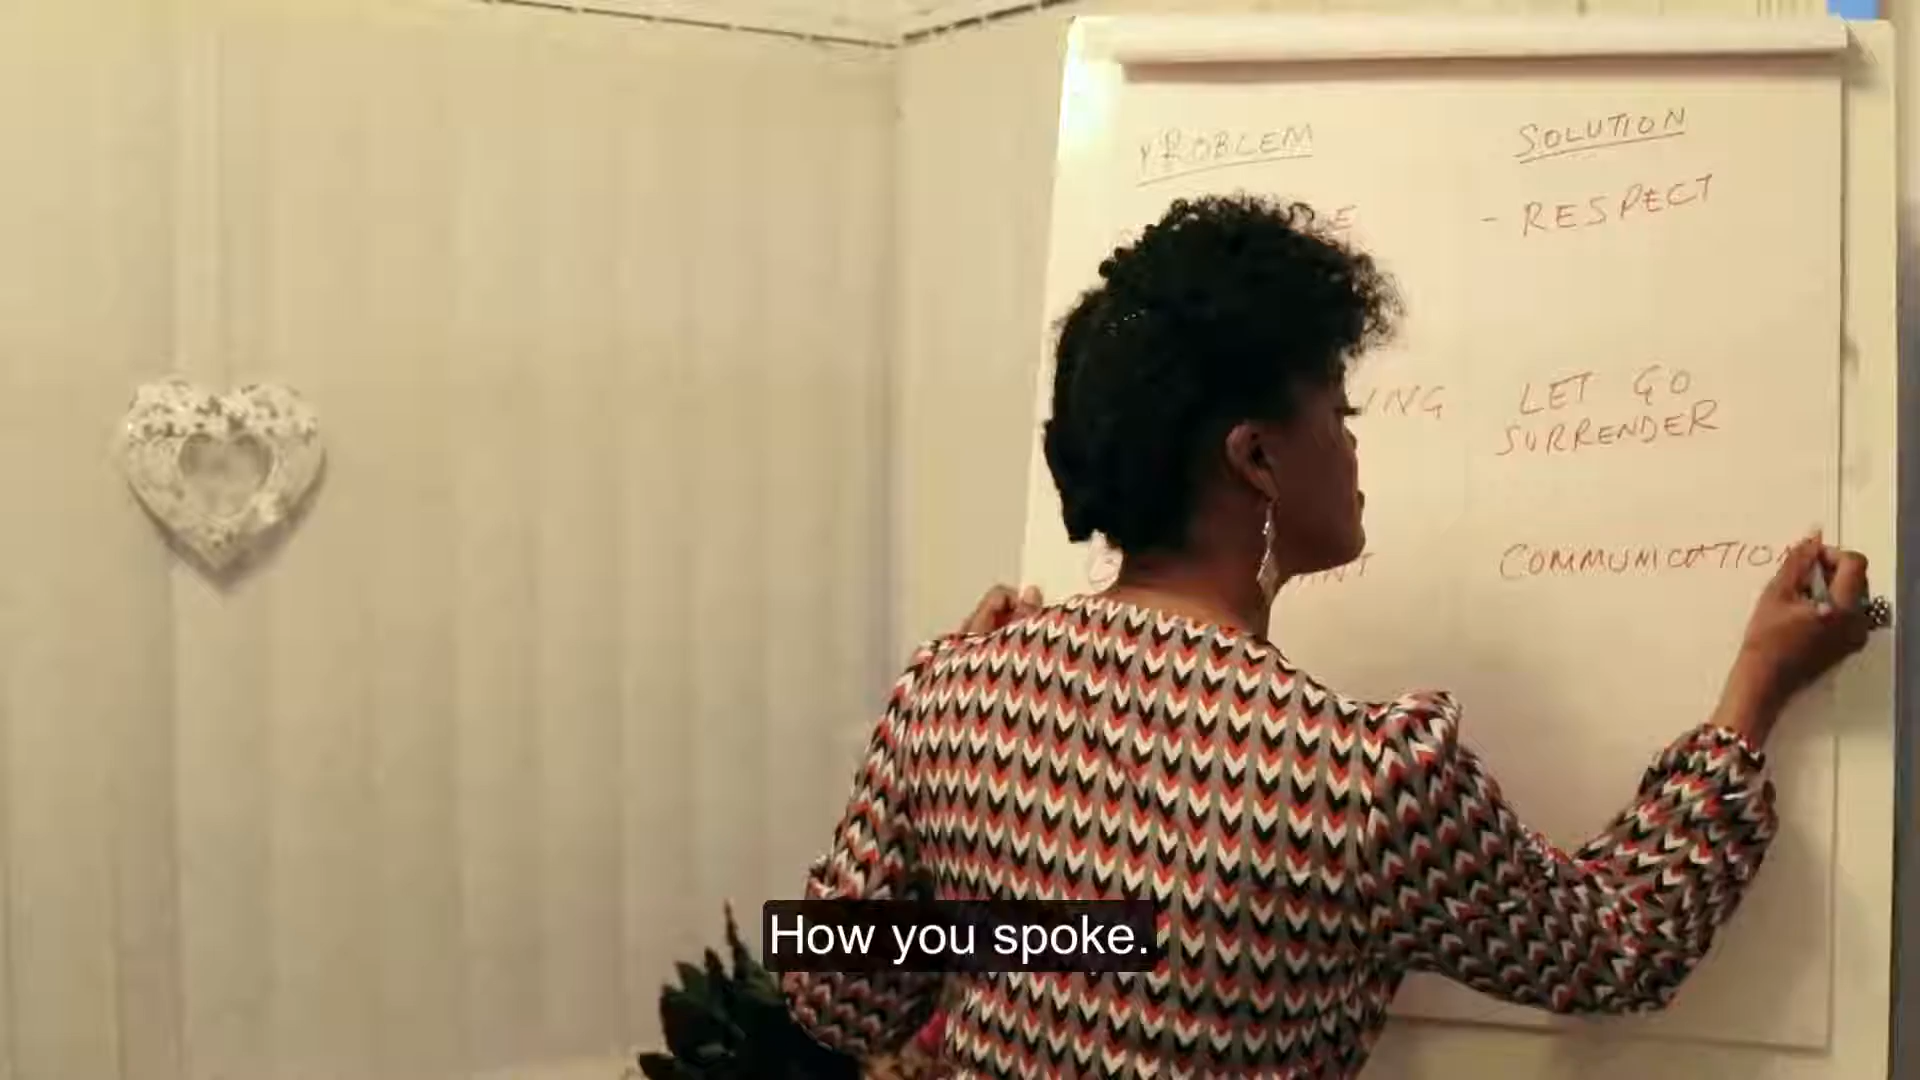 PROBLEM
SOLUTION
- RESPECT
LET GO
SURRENDER
COMMUNICATION
How you spoke.